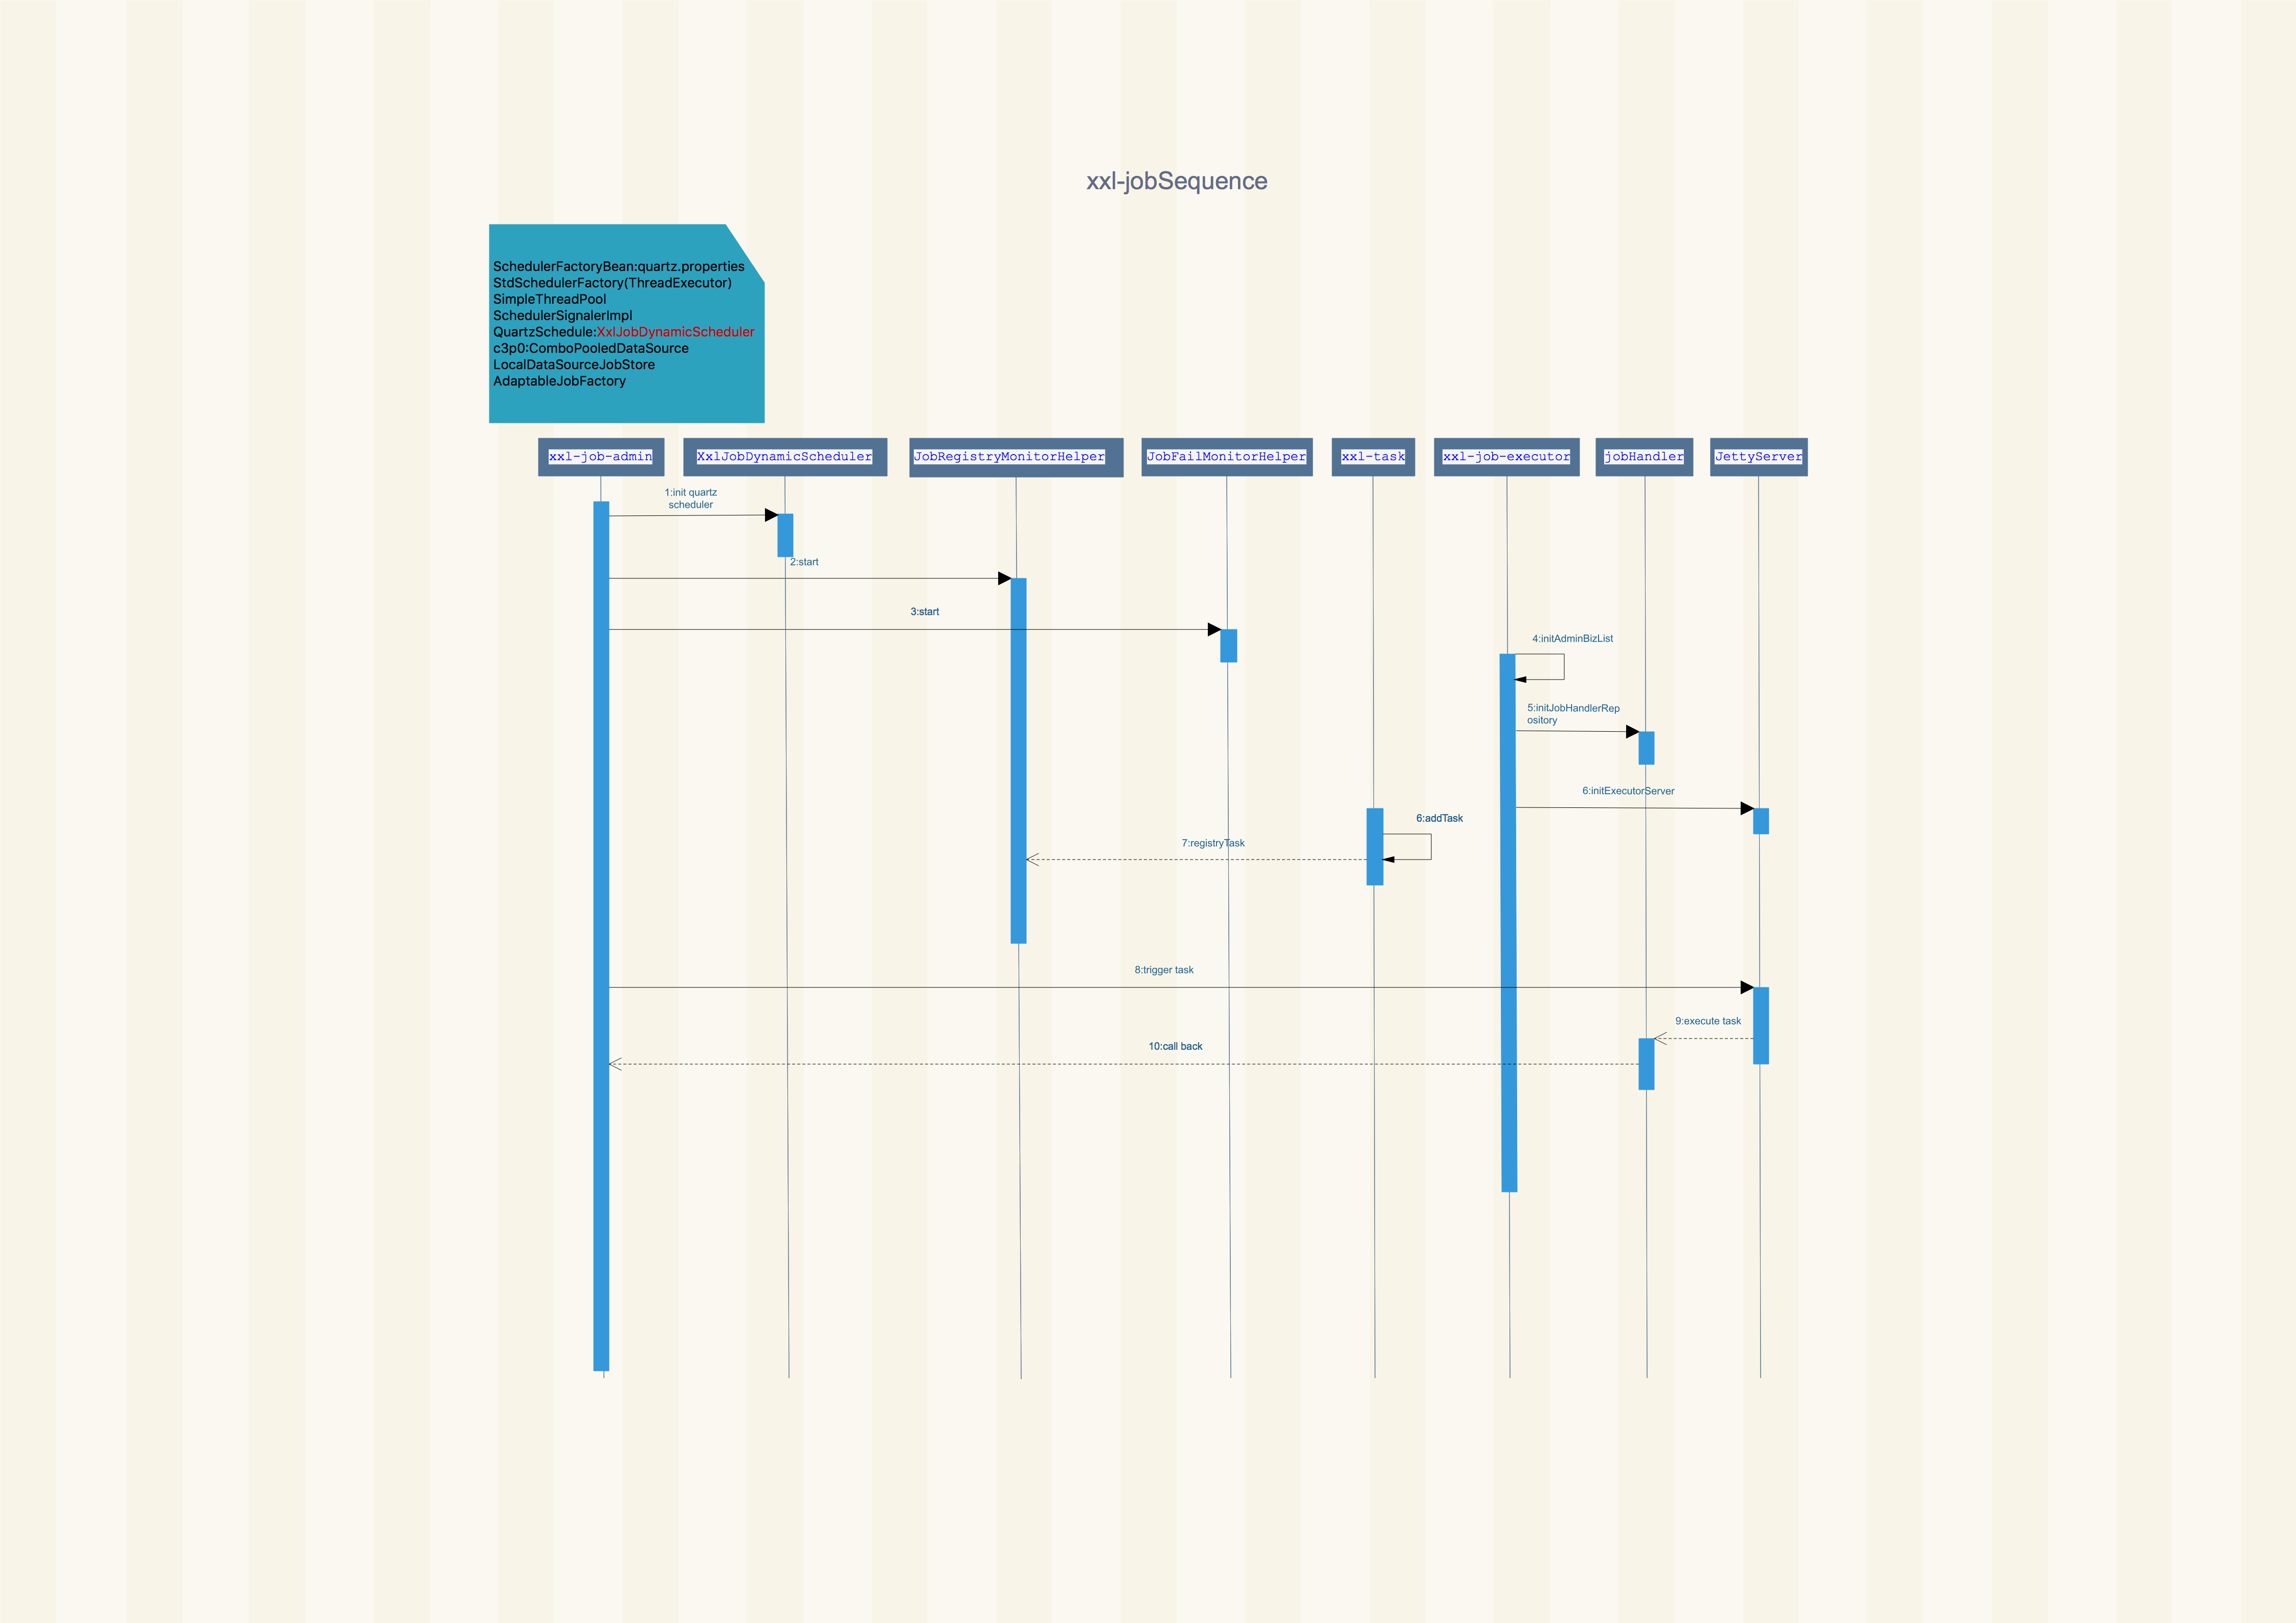 xxl-jobSequence
SchedulerFactoryBean:quartz.properties
StdSchedulerFactory(ThreadExecutor)
SimpleThreadPool
SchedulerSignalerImpl
QuartzSchedule:XxlJobDynamicScheduler
c3p0:ComboPooledDataSource
LocalDataSourceJobStore
AdaptableJobFactory
xxl-job-admin
XxlJobDynamicScheduler
JobRegistryMonitorHelper
JobFailMonitorHelper
xxl-task
xxl-job-executor
jobHandler
JettyServer
1:init quartz
scheduler
2:start
3:start
4:initAdminBizList
5:initJobHandlerRep
ository
6:initExecutorServer
6:addTask
7:registryTask
8:trigger task
9:execute task
10:call back